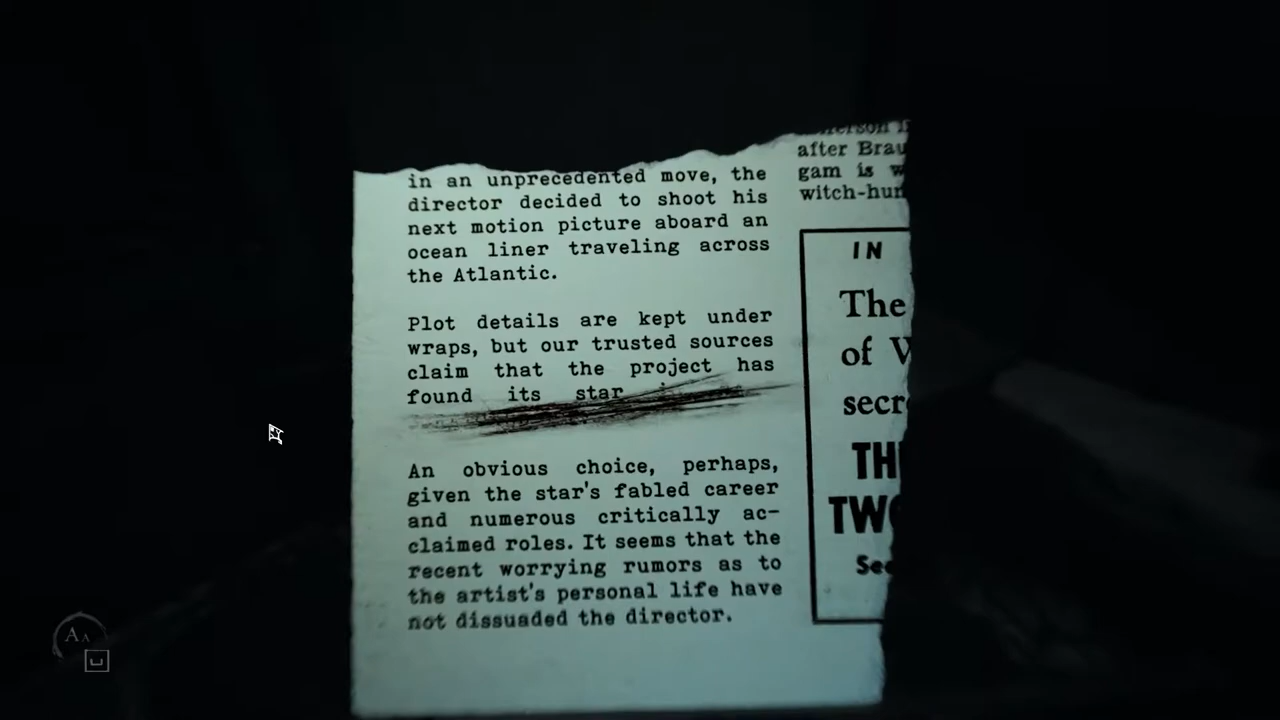 in an unprecedented move, the
director decided to shoot his
next motion picture aboard an
ocean liner traveling across
the Atlantic.
Plot details are kept under
wraps, but our trusted sources
claim that the project has
found its star
An obvious choice, perhaps,
given the star's fabled career
and numerous critically ac-
claimed roles. It seems that the
recent worrying rumors as to
the artist's personal life have
not dissuaded the director.
after Brau
gam is w
witch-hun
IN
The
of V
secr
TH
TWO
See
A A